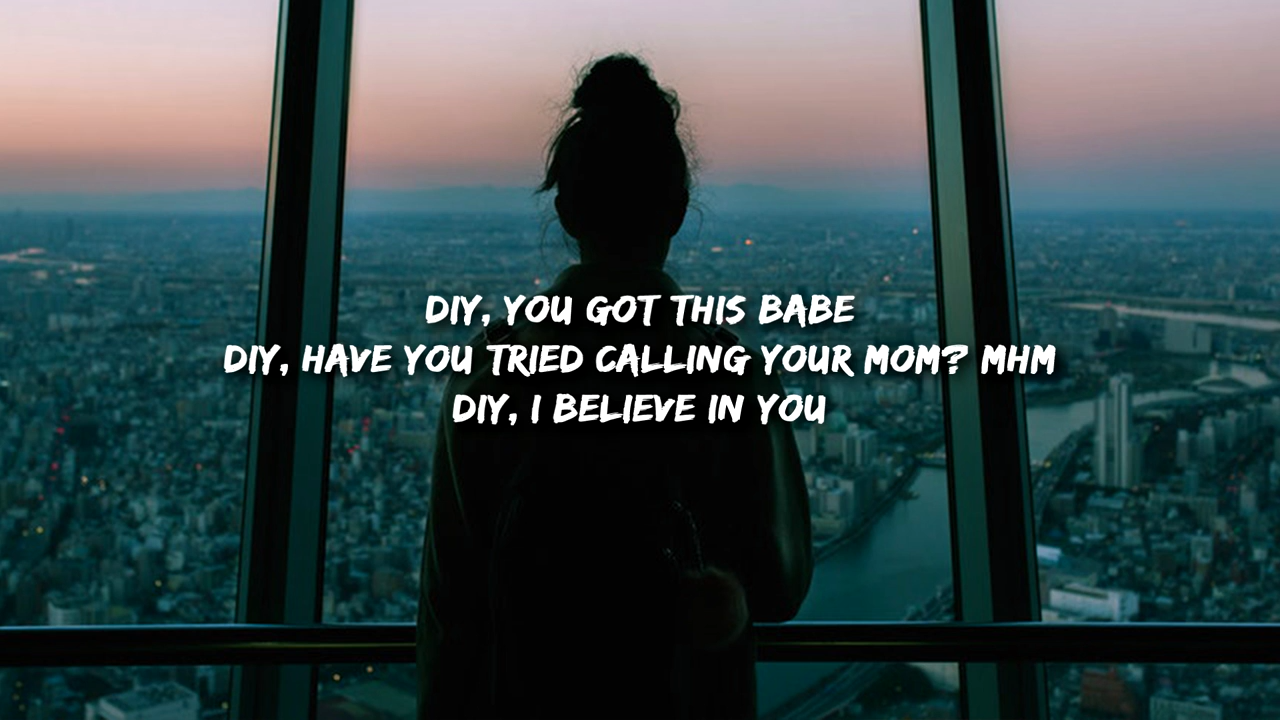 DIY, YOU GOT THIS BABE
DIY, HAVE YOU TRIED CALLING YOUR MOM? MHM
DIY, I BELIEVE IN YOU